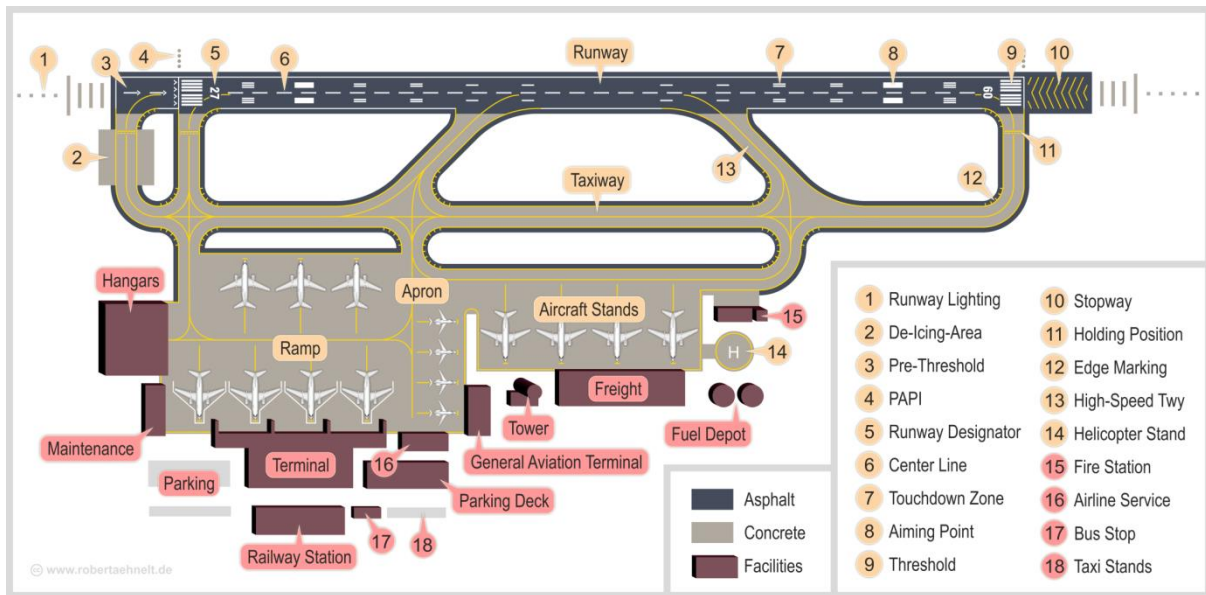 1
3
4
5
6
Runway
7
8
9
10
27
09
2
13
11
12
Taxiway
Hangars
Apron
Aircraft Stands
15
Ramp
H
14
Freight
Tower
Fuel Depot
Maintenance
Terminal
16
General Aviation Terminal
Parking
Parking Deck
Railway Station
17
18
Asphalt
Concrete
Facilities
1 Runway Lighting
2 De-Icing-Area
3 Pre-Threshold
4 PAPI
5 Runway Designator
6 Center Line
7 Touchdown Zone
8 Aiming Point
9 Threshold
10 Stopway
11 Holding Position
12 Edge Marking
13 High-Speed Twy
14 Helicopter Stand
15 Fire Station
16 Airline Service
17 Bus Stop
18 Taxi Stands
cc www.robertaehnelt.de